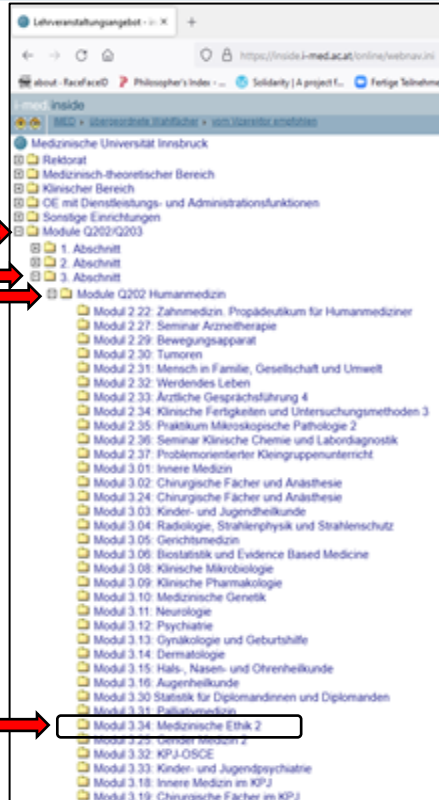 Lehrveranstaltungsangebot - in
https://inside.i-med.ac.at/online/webnav.ini
about - RaceFaceID Philosopher's Index - ... Solidarity | A project f... Fertige Teilnehme
i-med inside
MED übergeordnete Wahlfächer vom Vizerektor empfohlen
Medizinische Universität Innsbruck
Rektorat
Medizinisch-theoretischer Bereich
Klinischer Bereich
OE mit Dienstleistungs- und Administrationsfunktionen
Sonstige Einrichtungen
Module Q202/Q203
1. Abschnitt
2. Abschnitt
3. Abschnitt
Module Q202 Humanmedizin
Modul 2.22: Zahnmedizin. Propädeutikum für Humanmediziner
Modul 2.27: Seminar Arzneitherapie
Modul 2.29: Bewegungsapparat
Modul 2.30: Tumoren
Modul 2.31: Mensch in Familie, Gesellschaft und Umwelt
Modul 2.32: Werdendes Leben
Modul 2.33: Ärztliche Gesprächsführung 4
Modul 2.34: Klinische Fertigkeiten und Untersuchungsmethoden 3
Modul 2.35: Praktikum Mikroskopische Pathologie 2
Modul 2.36: Seminar Klinische Chemie und Labordiagnostik
Modul 2.37: Problemorientierter Kleingruppenunterricht
Modul 3.01: Innere Medizin
Modul 3.02: Chirurgische Fächer und Anästhesie
Modul 3.24: Chirurgische Fächer und Anästhesie
Modul 3.03: Kinder- und Jugendheilkunde
Modul 3.04: Radiologie, Strahlenphysik und Strahlenschutz
Modul 3.05: Gerichtsmedizin
Modul 3.06: Biostatistik und Evidence Based Medicine
Modul 3.08: Klinische Mikrobiologie
Modul 3.09: Klinische Pharmakologie
Modul 3.10: Medizinische Genetik
Modul 3.11: Neurologie
Modul 3.12: Psychiatrie
Modul 3.13: Gynäkologie und Geburtshilfe
Modul 3.14: Dermatologie
Modul 3.15: Hals-, Nasen- und Ohrenheilkunde
Modul 3.16: Augenheilkunde
Modul 3.30 Statistik für Diplomandinnen und Diplomanden
Modul 3.31: Palliativmedizin
Modul 3.34: Medizinische Ethik 2
Modul 3.25: Gender Medizin 2
Modul 3.32: KPJ-OSCE
Modul 3.33: Kinder- und Jugendpsychiatrie
Modul 3.18: Innere Medizin im KPJ
Modul 3.19: Chirurgische Fächer im KPJ